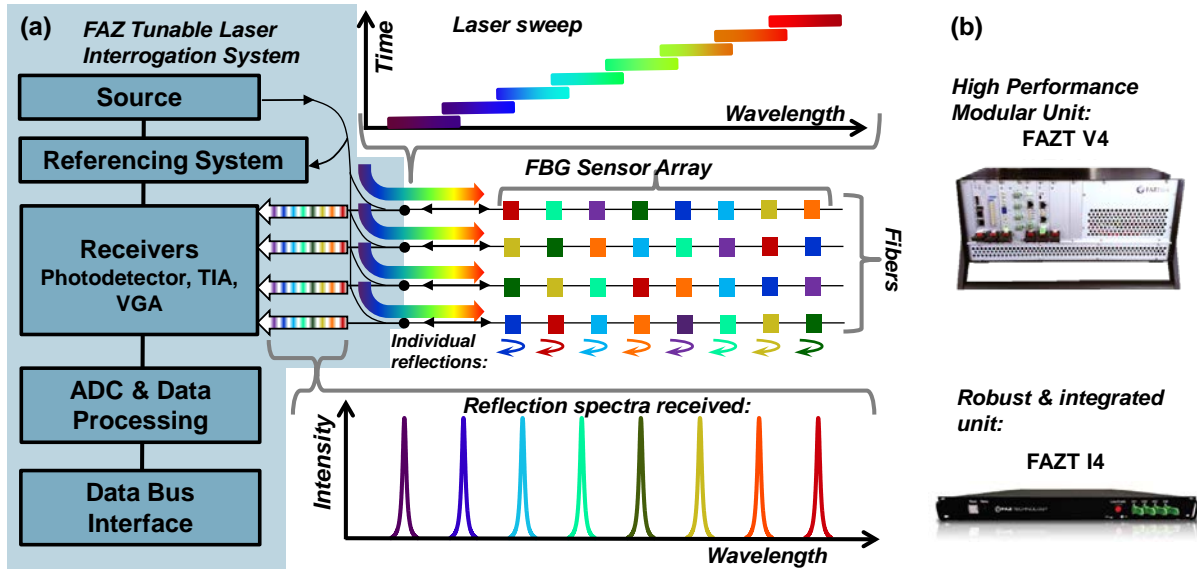 (a)
FAZ Tunable Laser
Interrogation System
Source
Referencing System
Receivers
Photodetector, TIA,
VGA
ADC & Data
Processing
Data Bus
Interface
Time
Laser sweep
Wavelength
FBG Sensor Array
Fibers
Individual
reflections:
Reflection spectra received:
Intensity
Wavelength
(b)
High Performance
Modular Unit:
FAZT V4
Robust & integrated
unit:
FAZT I4